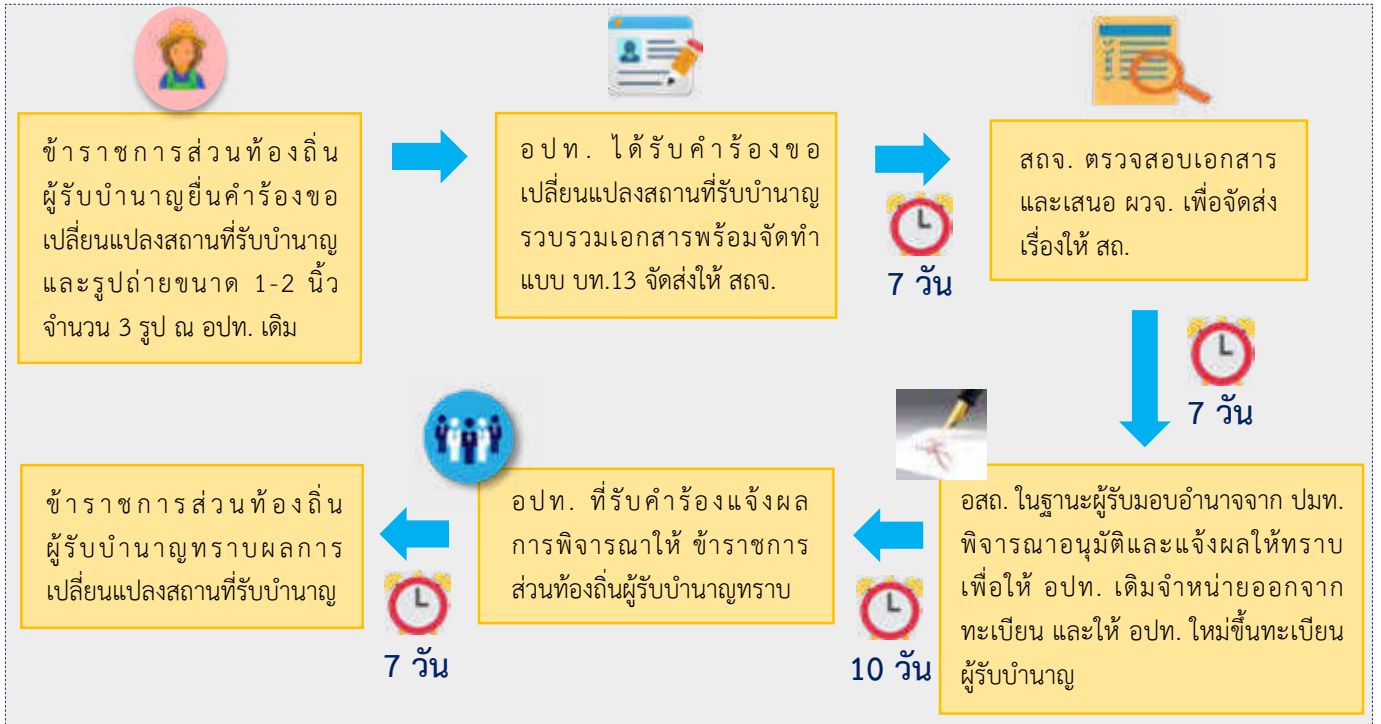 ข้าราชการส่วนท้องถิ่น
ผู้รับบำนาญยื่นคำร้องขอ
เปลี่ยนแปลงสถานที่รับบำนาญ
และรูปถ่ายขนาด 1-2 นิ้ว
จำนวน 3 รูป ณ อปท. เดิม
อปท. ได้รับคำร้องขอ
เปลี่ยนแปลงสถานที่รับบำนาญ
รวบรวมเอกสารพร้อมจัดทำ
แบบ บท.13 จัดส่งให้ สถจ.
7 วัน
สถจ. ตรวจสอบเอกสาร
และเสนอ ผวจ. เพื่อจัดส่ง
เรื่องให้ สถ.
7 วัน
อสถ. ในฐานะผู้รับมอบอำนาจจาก ปมท.
พิจารณาอนุมัติและแจ้งผลให้ทราบ
เพื่อให้ อปท. เดิมจำหน่ายออกจาก
ทะเบียน และให้ อปท. ใหม่ขึ้นทะเบียน
ผู้รับบำนาญ
10 วัน
อปท. ที่รับคำร้องแจ้งผล
การพิจารณาให้ ข้าราชการ
ส่วนท้องถิ่นผู้รับบำนาญทราบ
7 วัน
ข้าราชการส่วนท้องถิ่น
ผู้รับบำนาญทราบผลการ
เปลี่ยนแปลงสถานที่รับบำนาญ